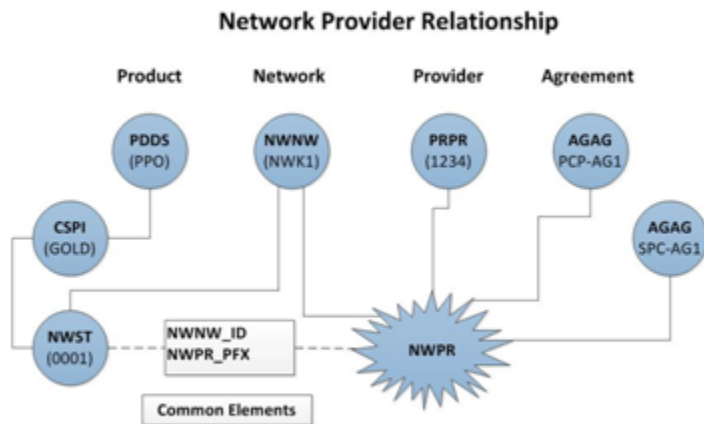 Network Provider Relationship
Product Network Provider Agreement
PDDS
(PPO)
NWNW
(NWK1)
PRPR
(1234)
AGAG
PCP-AG1
CSPI
(GOLD)
AGAG
SPC-AG1
NWST
(0001)
NWNW_ID
NWPR_PFX
NWPR
Common Elements